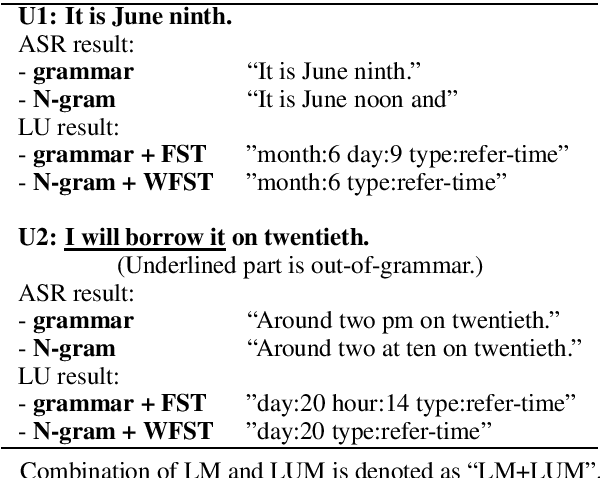 U1: It is June ninth.
ASR result:
- grammar “It is June ninth.”
- N-gram “It is June noon and”
LU result:
- grammar + FST ”month:6 day:9 type:refer-time”
- N-gram + WFST ”month:6 type:refer-time”
U2: I will borrow it on twentieth.
(Underlined part is out-of-grammar.)
ASR result:
- grammar “Around two pm on twentieth.”
- N-gram “Around two at ten on twentieth.”
LU result:
- grammar + FST ”day:20 hour:14 type:refer-time”
- N-gram + WFST ”day:20 type:refer-time”
Combination of LM and LUM is denoted as “LM+LUM”.